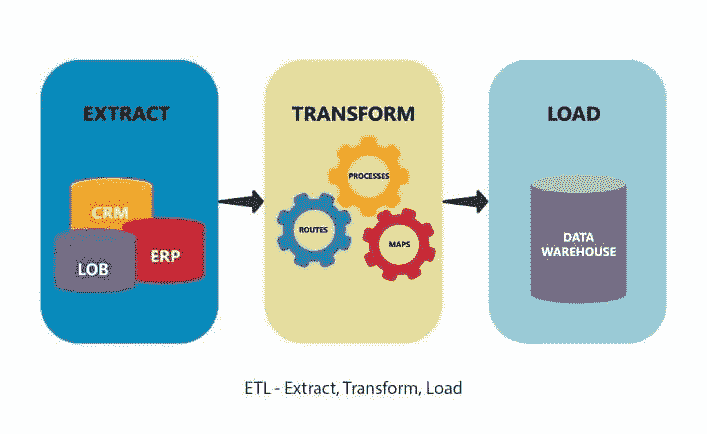 EXTRACT
CRM
ERP
LOB
TRANSFORM
PROCESSES
ROUTES
MAPS
LOAD
DATA
WAREHOUSE
ETL - Extract, Transform, Load